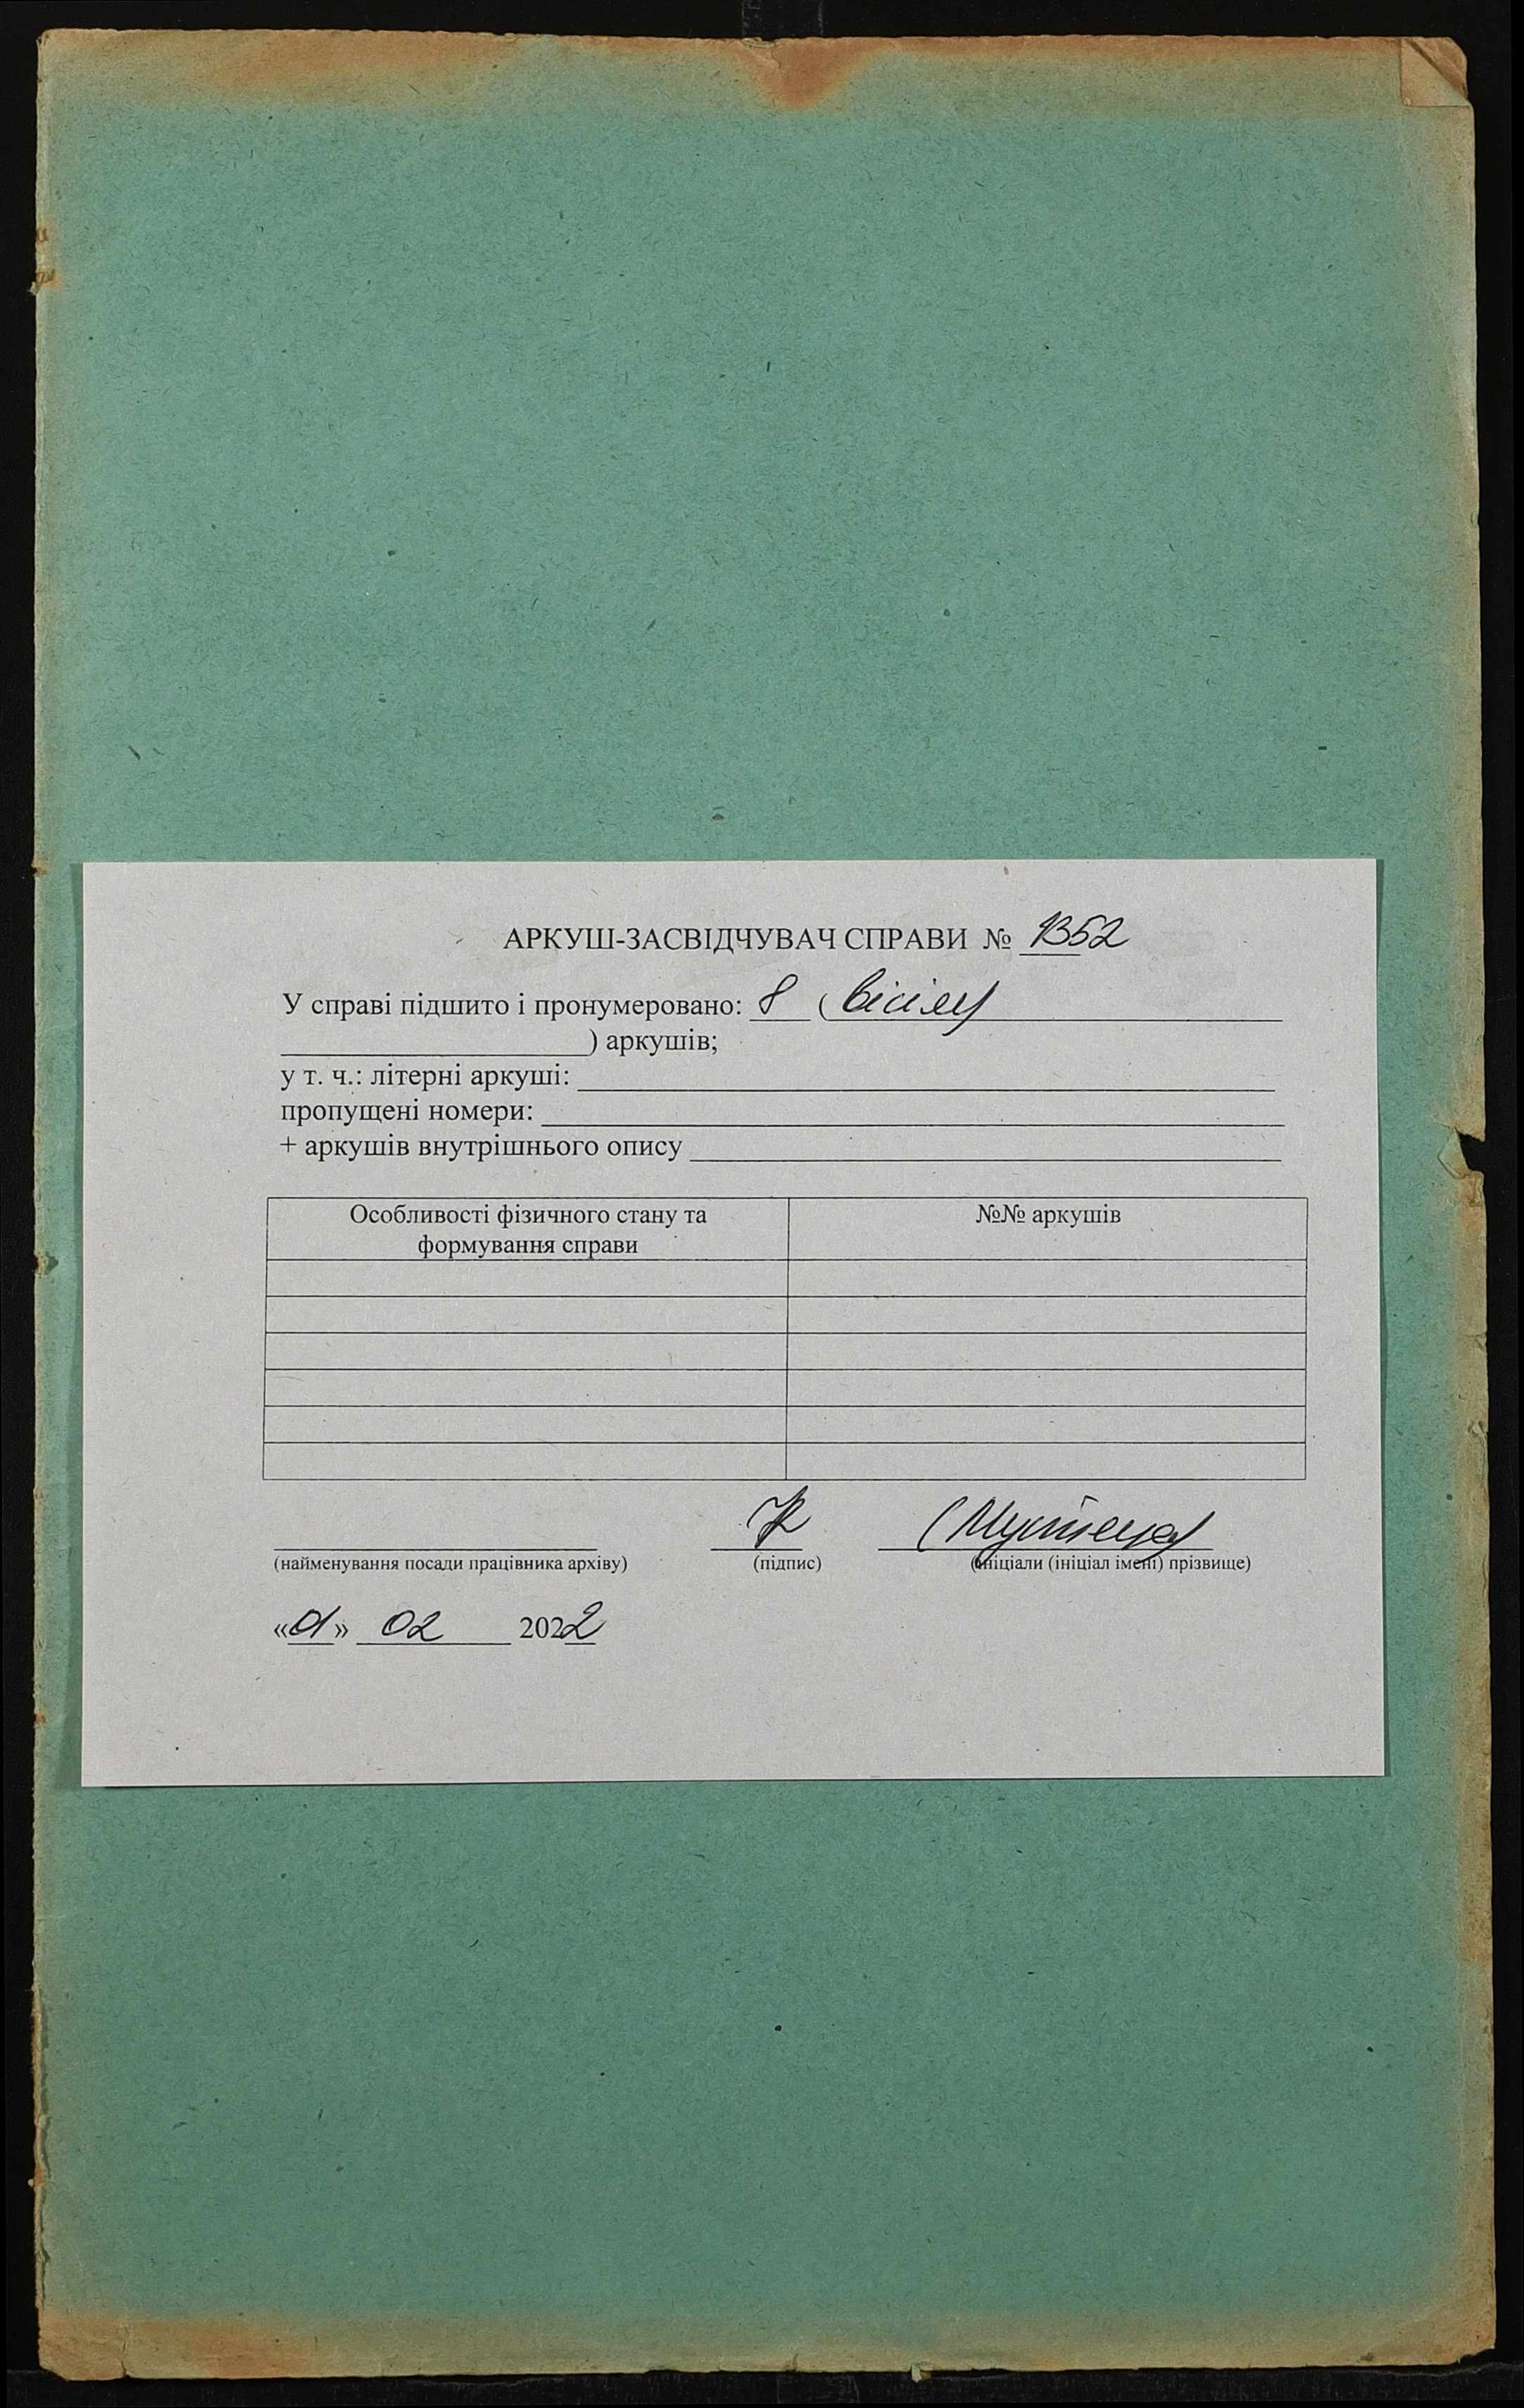 АРКУШ-ЗАСВІДЧУВАЧ СПРАВИ № 1352
У справі підшито і пронумеровано: 8 (вісім)
) аркушів;
у т. ч.: літерні аркуші:
пропущені номери:
+ аркушів внутрішнього опису
Особливості фізичного стану та
формування справи
№№ аркушів
(найменування посади працівника архіву)
(підпис)
(ініціали (ініціал імені) прізвище)
«01» 02 2022